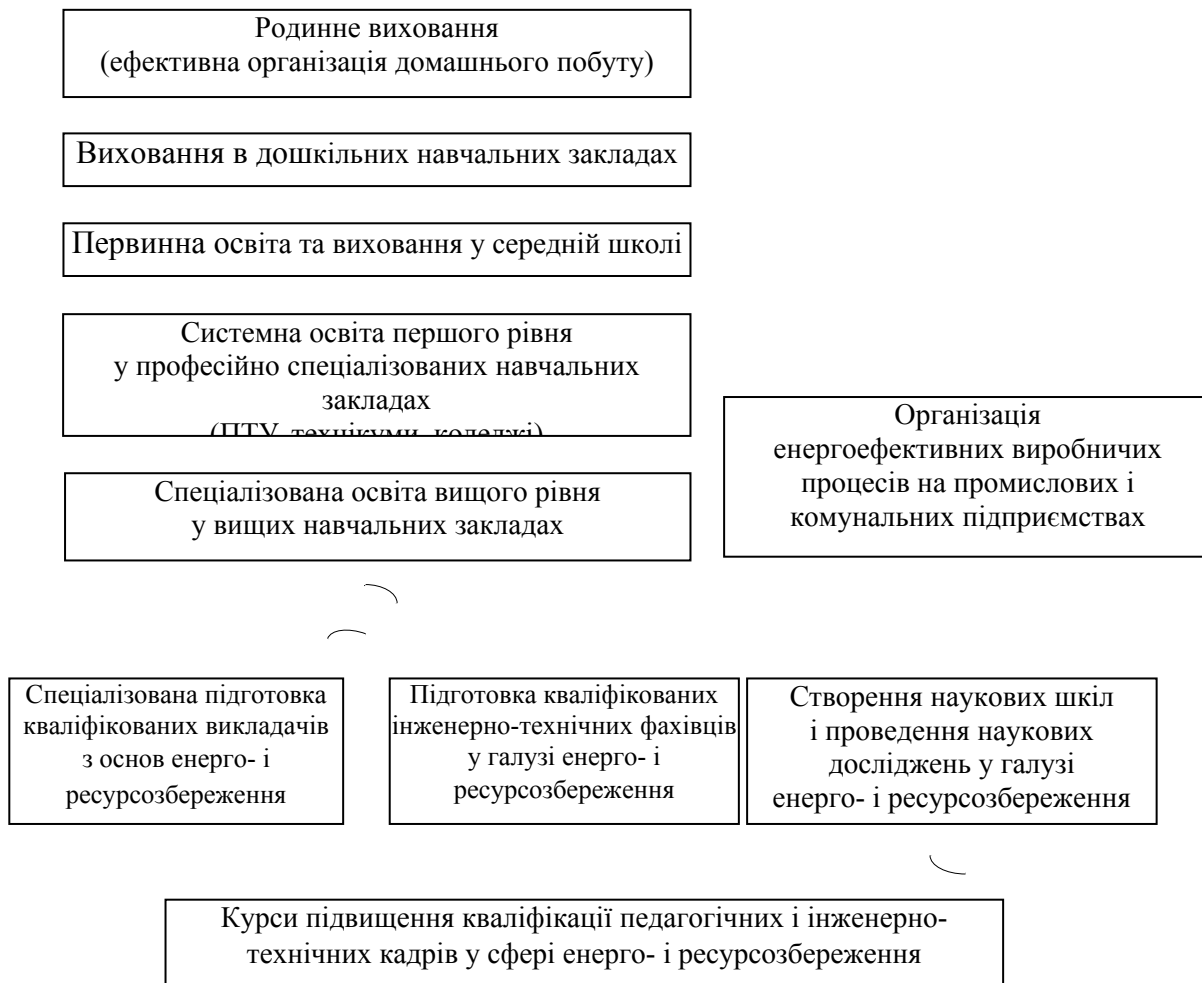 Родинне виховання
(ефективна організація домашнього побуту)
Виховання в дошкільних навчальних закладах
Первинна освіта та виховання у середній школі
Системна освіта першого рівня
у професійно спеціалізованих навчальних
закладах
(ПТУ, технікуми, коледжі)
Організація
енергоефективних виробничих
процесів на промислових і
комунальних підприємствах
Спеціалізована освіта вищого рівня
у вищих навчальних закладах
Спеціалізована підготовка
кваліфікованих викладачів
з основ енерго- і
ресурсозбереження
Підготовка кваліфікованих
інженерно-технічних фахівців
у галузі енерго- і
ресурсозбереження
Створення наукових шкіл
і проведення наукових
досліджень у галузі
енерго- і ресурсозбереження
Курси підвищення кваліфікації педагогічних і інженерно-
технічних кадрів у сфері енерго- і ресурсозбереження